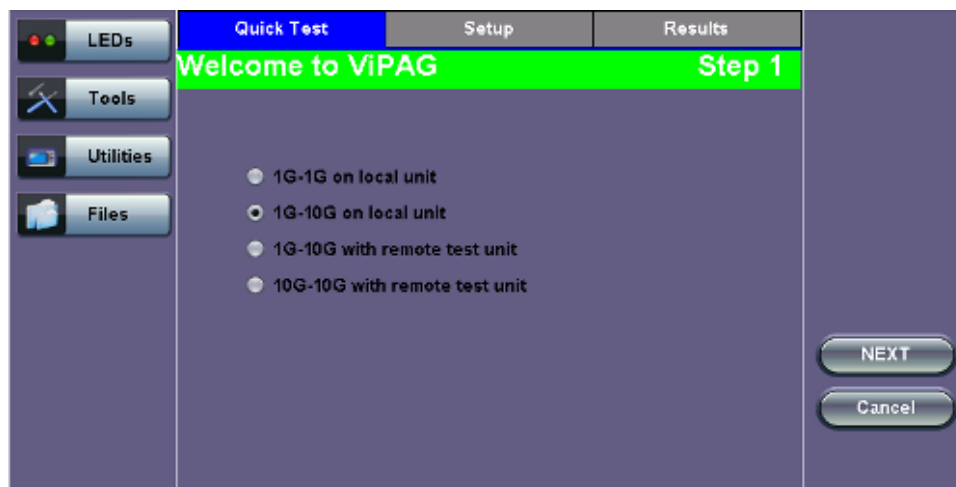 LEDs
Tools
Utilities
Files
Quick Test
Setup
Results
Welcome to ViPAG
Step 1
1G-1G on local unit
1G-10G on local unit
1G-10G with remote test unit
10G-10G with remote test unit
NEXT
Cancel